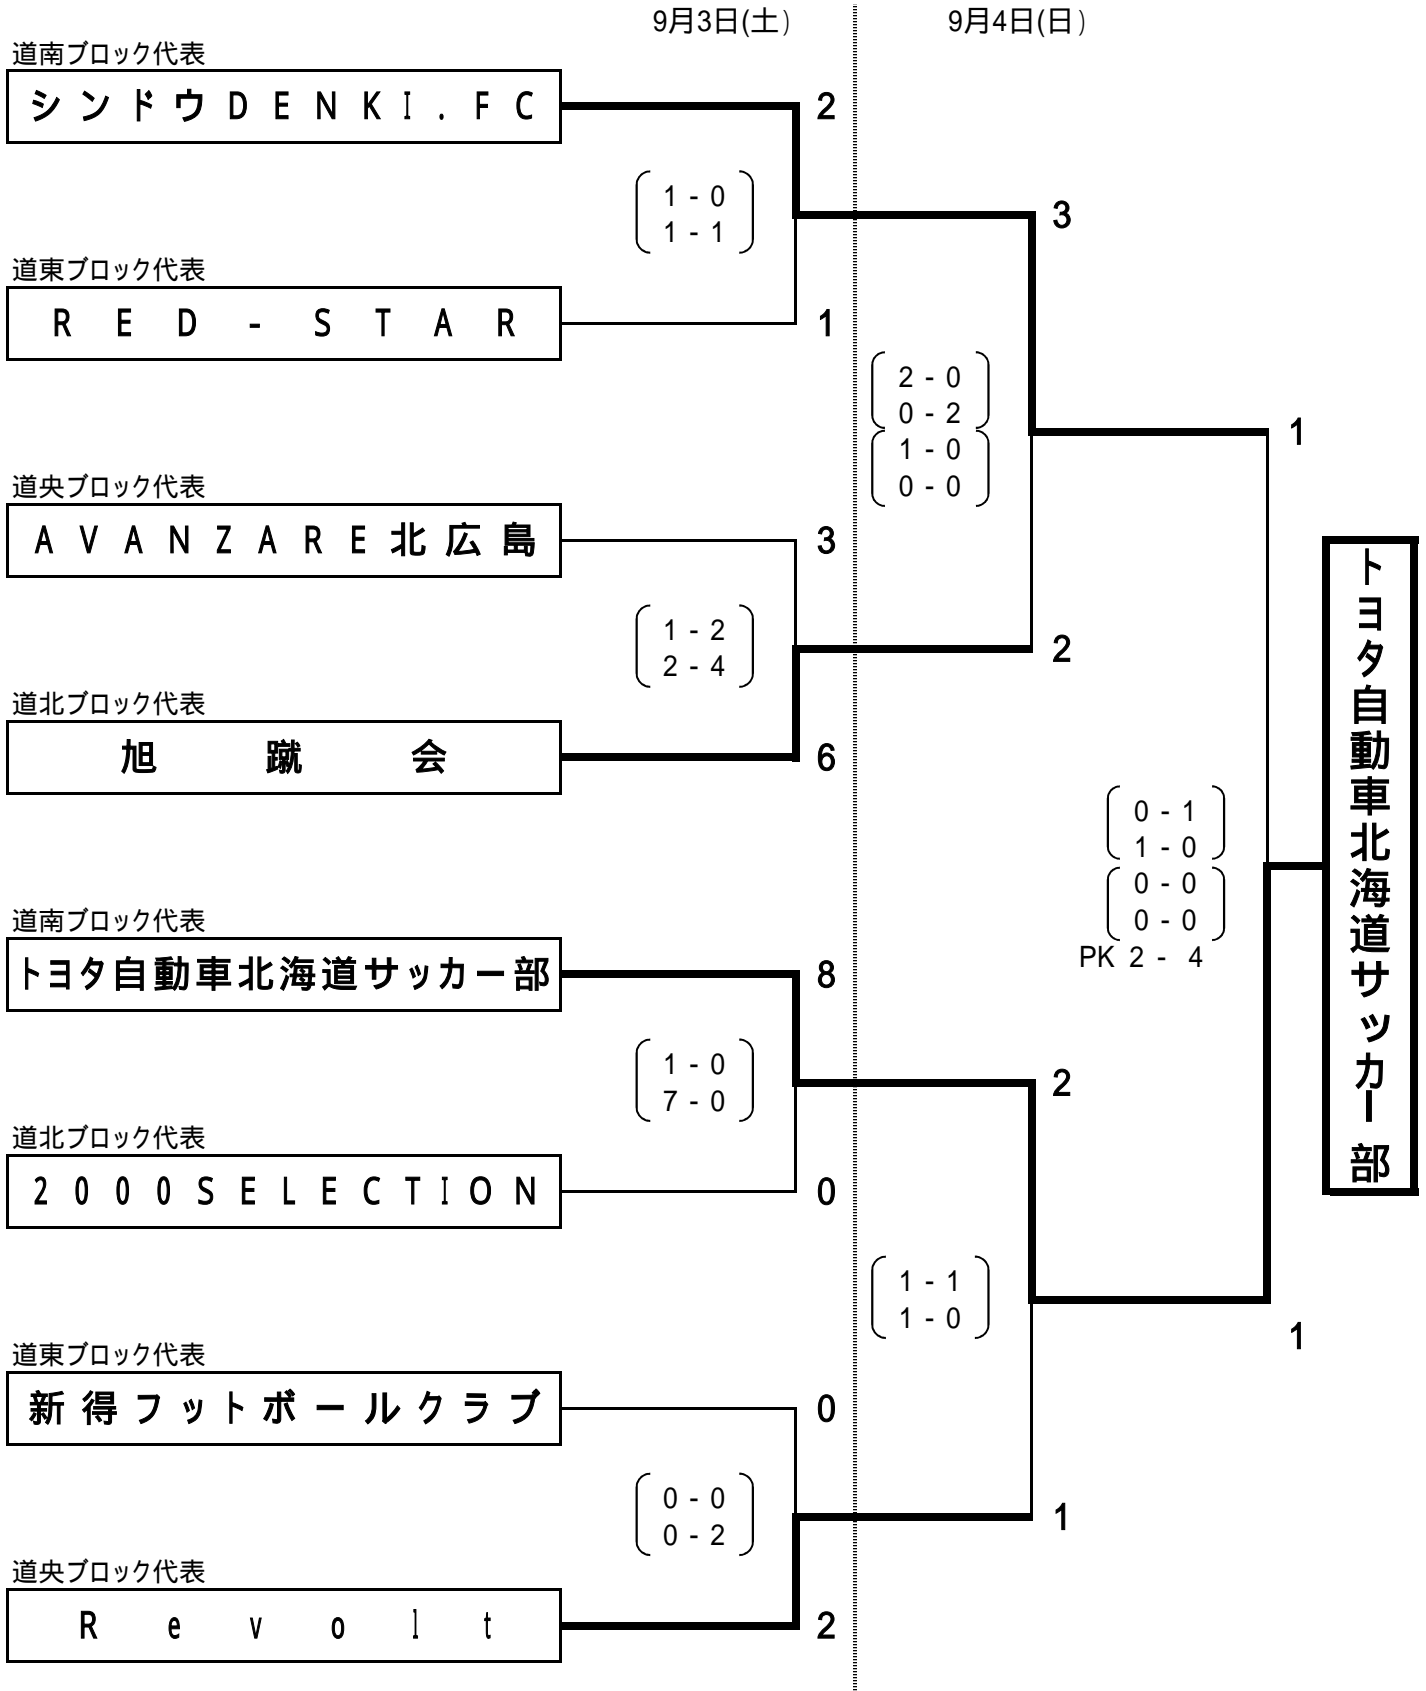 9月3日(土)
9月4日(日)
道南ブロック代表
シンドウDENKI.FC
2
1 - 0
1 - 1
3
道東ブロック代表
RED-STAR
1
2 - 0
0 - 2
1 - 0
0 - 0
1
道央ブロック代表
AVANZARE北広島
3
1 - 2
2 - 4
2
道北ブロック代表
旭蹴会
6
0 - 1
1 - 0
0 - 0
0 - 0
PK 2 - 4
トヨタ自動車北海道サッカー部
道南ブロック代表
トヨタ自動車北海道サッカー部
8
1 - 0
7 - 0
2
道北ブロック代表
2000SELECTION
0
1 - 1
1 - 0
1
道東ブロック代表
新得フットボールクラブ
0
0 - 0
0 - 2
1
道央ブロック代表
Revolt
2